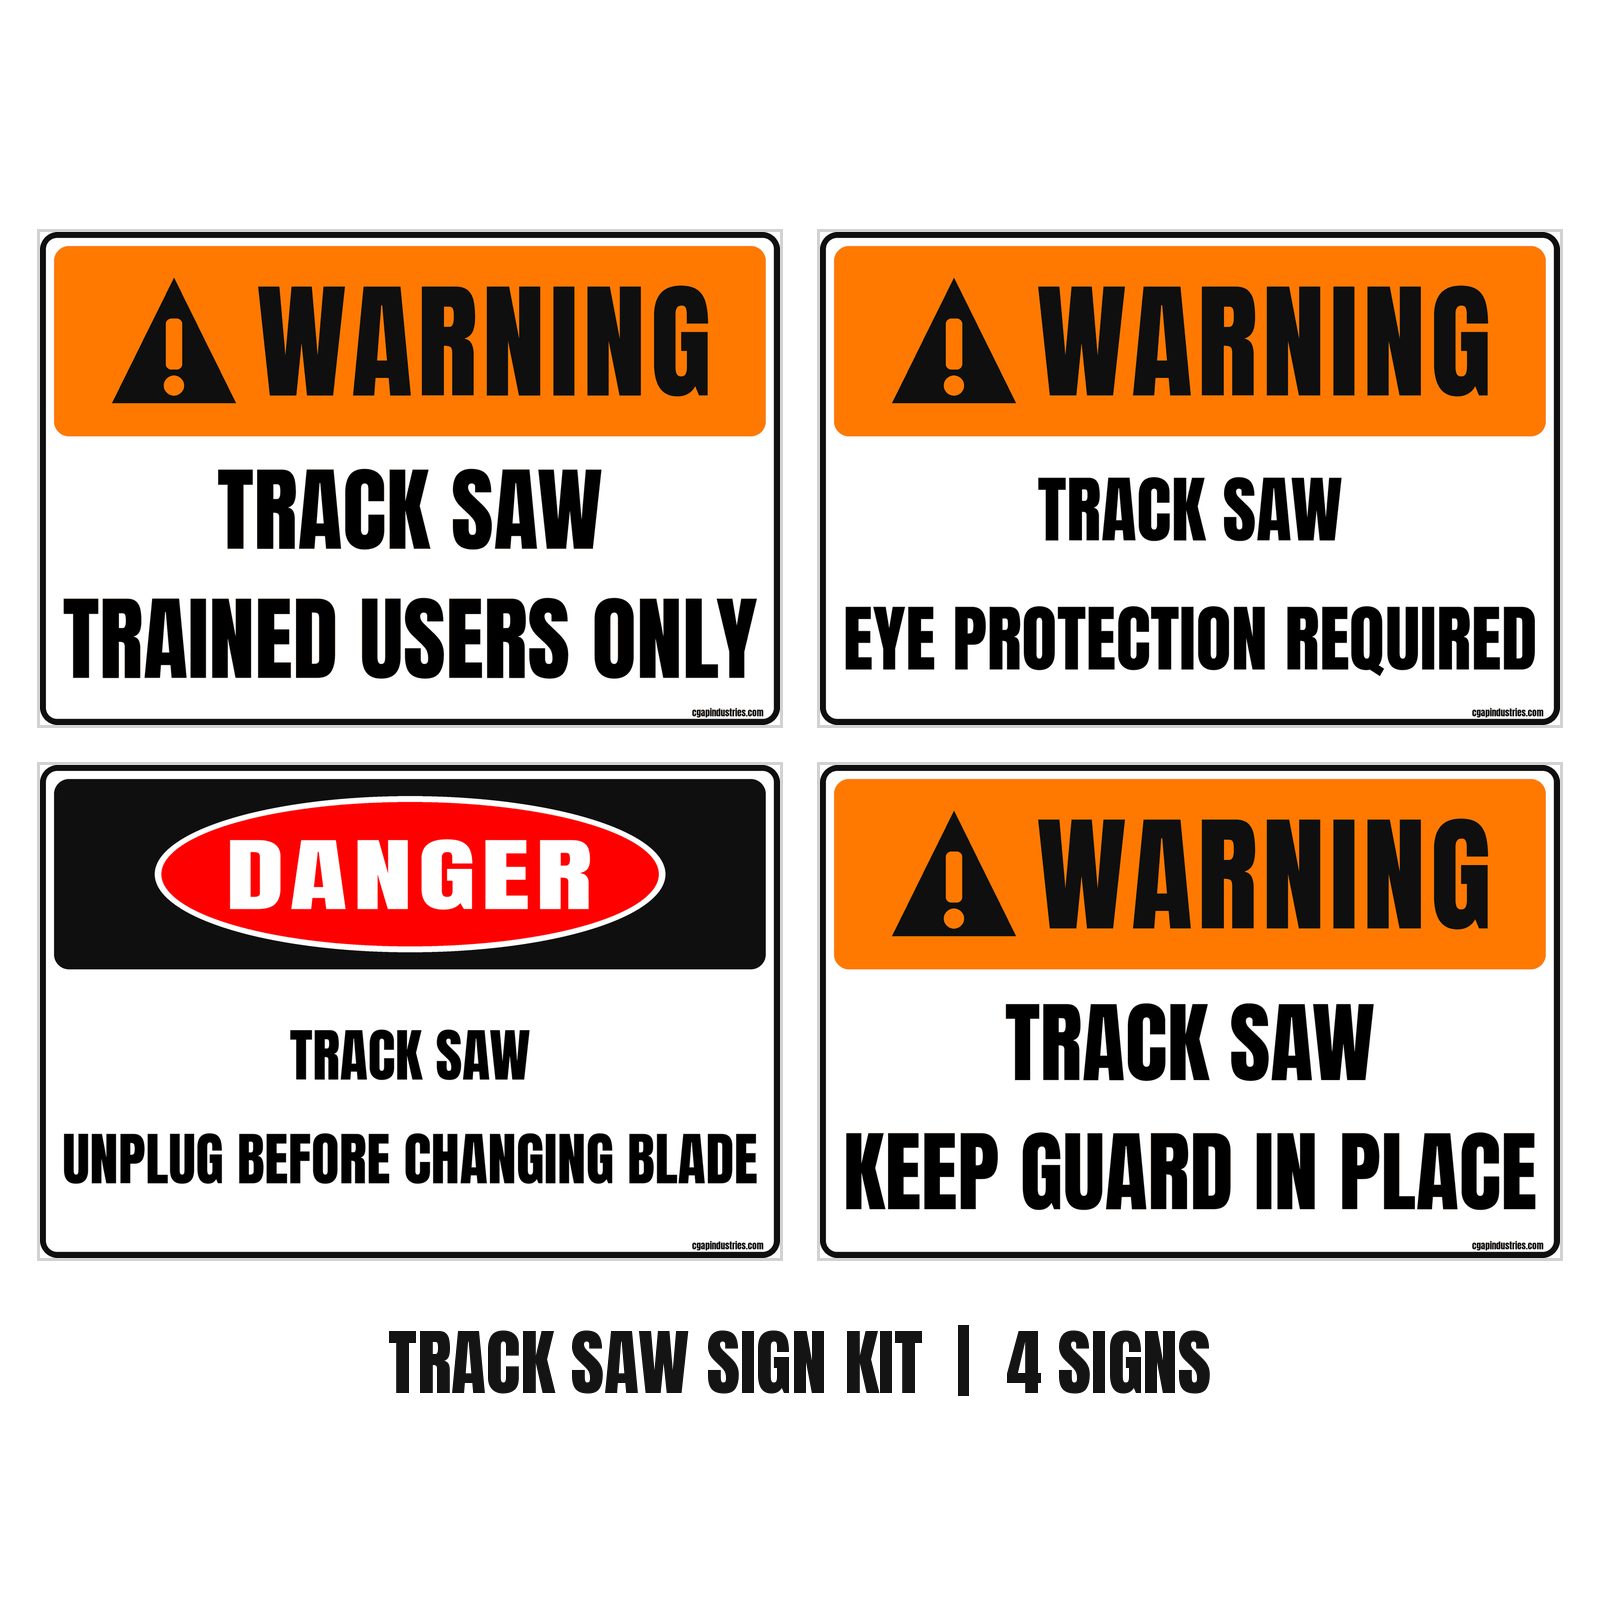 WARNING
TRACK SAW
TRAINED USERS ONLY
cgapindustries.com
WARNING
TRACK SAW
EYE PROTECTION REQUIRED
cgapindustries.com
DANGER
TRACK SAW
UNPLUG BEFORE CHANGING BLADE
cgapindustries.com
WARNING
TRACK SAW
KEEP GUARD IN PLACE
cgapindustries.com
TRACK SAW SIGN KIT | 4 SIGNS